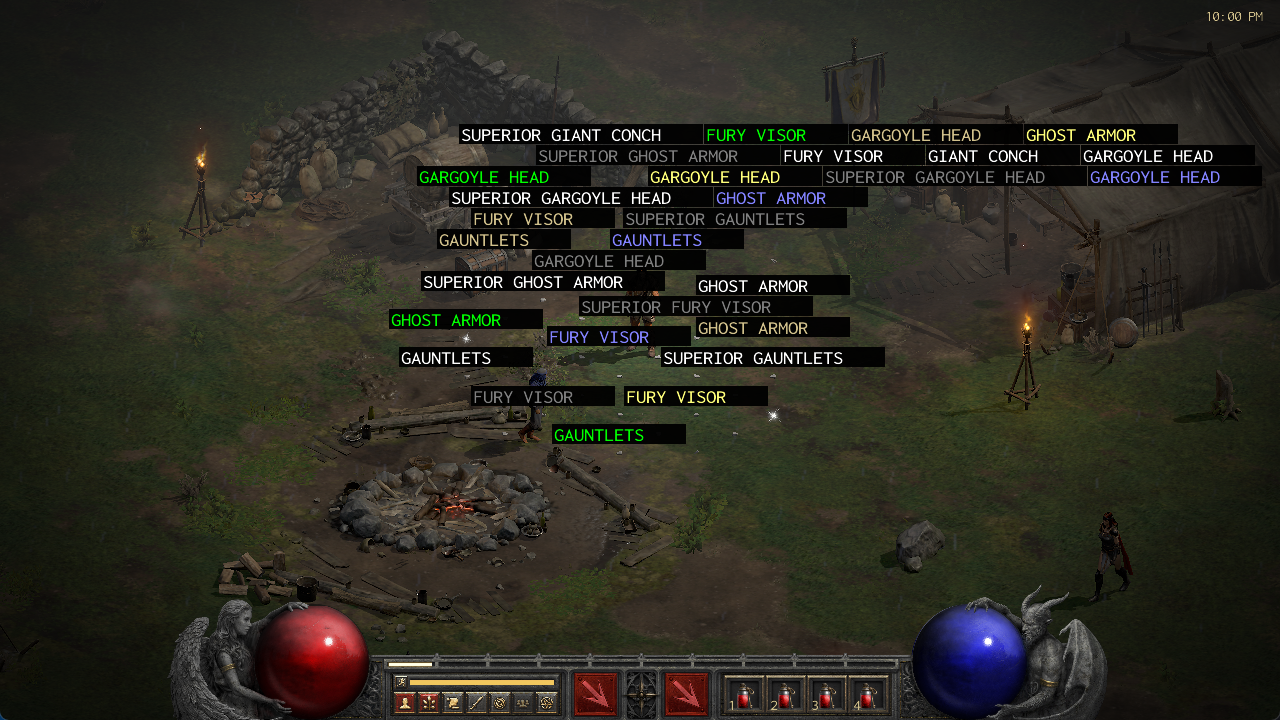 10:00 PM
SUPERIOR GIANT CONCH FURY VISOR GARGOYLE HEAD GHOST ARMOR
SUPERIOR GHOST ARMOR FURY VISOR GIANT CONCH GARGOYLE HEAD
GARGOYLE HEAD GARGOYLE HEAD SUPERIOR GARGOYLE HEAD GARGOYLE HEAD
SUPERIOR GARGOYLE HEAD GHOST ARMOR
FURY VISOR SUPERIOR GAUNTLETS
GAUNTLETS GAUNTLETS
GARGOYLE HEAD
SUPERIOR GHOST ARMOR GHOST ARMOR
SUPERIOR FURY VISOR
GHOST ARMOR GHOST ARMOR
FURY VISOR
GAUNTLETS SUPERIOR GAUNTLETS
FURY VISOR FURY VISOR
GAUNTLETS
1 2 3 4